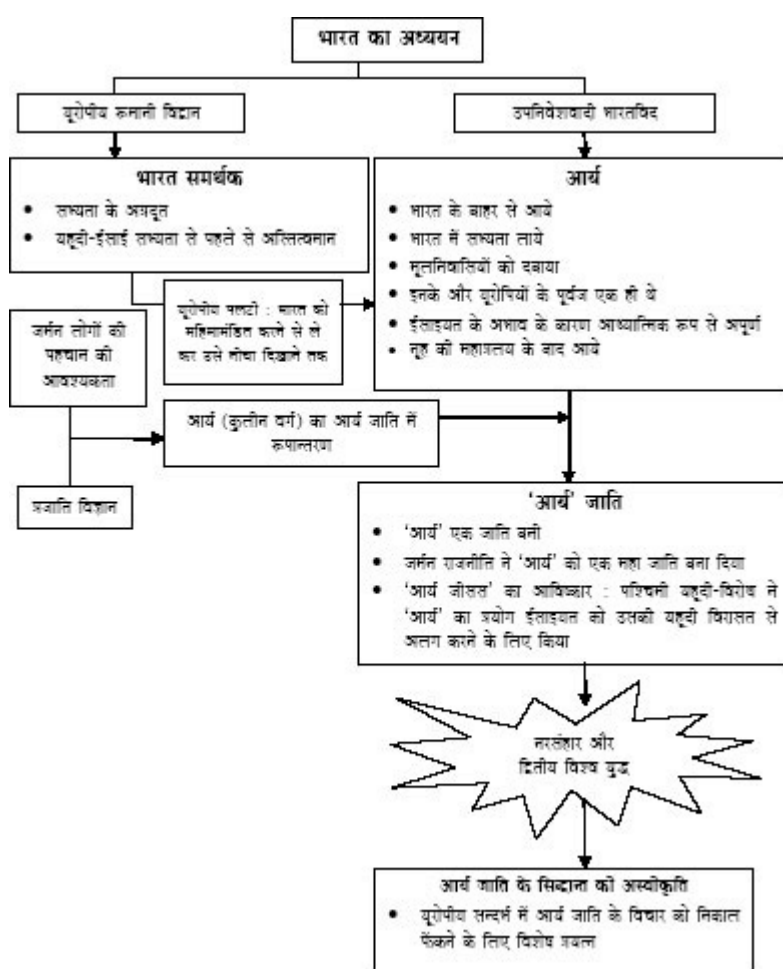 भारत का अध्ययन
यूरोपीय रूमानी विद्वान
उपनिवेशवादी भारतविद
भारत समर्थक
• सभ्यता के अग्रदूत
• यहूदी-ईसाई सभ्यता से पहले से अस्तित्वमान
आर्य
• भारत के बाहर से आये
• भारत में सभ्यता लाये
• मूलनिवासियों को दबाया
• इनके और यूरोपियों के पूर्वज एक ही थे
• ईसाइयत के अभाव के कारण आध्यात्मिक रूप से अपूर्ण
• नूह की महाप्रलय के बाद आये
यूरोपीय पलटी : भारत को
महिमामंडित करने से ले
कर उसे नीचा दिखाने तक
जर्मन लोगों की
पहचान की
आवश्यकता
आर्य (कुलीन वर्ग) का आर्य जाति में
रूपान्तरण
प्रजाति विज्ञान
‘आर्य’ जाति
• ‘आर्य’ एक जाति बनी
• जर्मन राजनीति ने ‘आर्य’ को एक महा जाति बना दिया
• ‘आर्य जीसस’ का आविष्कार : पश्चिमी यहूदी-विरोध ने
‘आर्य’ का प्रयोग ईसाइयत को उसकी यहूदी विरासत से
अलग करने के लिए किया
नरसंहार और
द्वितीय विश्व युद्ध
आर्य जाति के सिद्धान्त की अस्वीकृति
• यूरोपीय सन्दर्भ में आर्य जाति के विचार को निकाल
फेंकने के लिए विशेष प्रयत्न